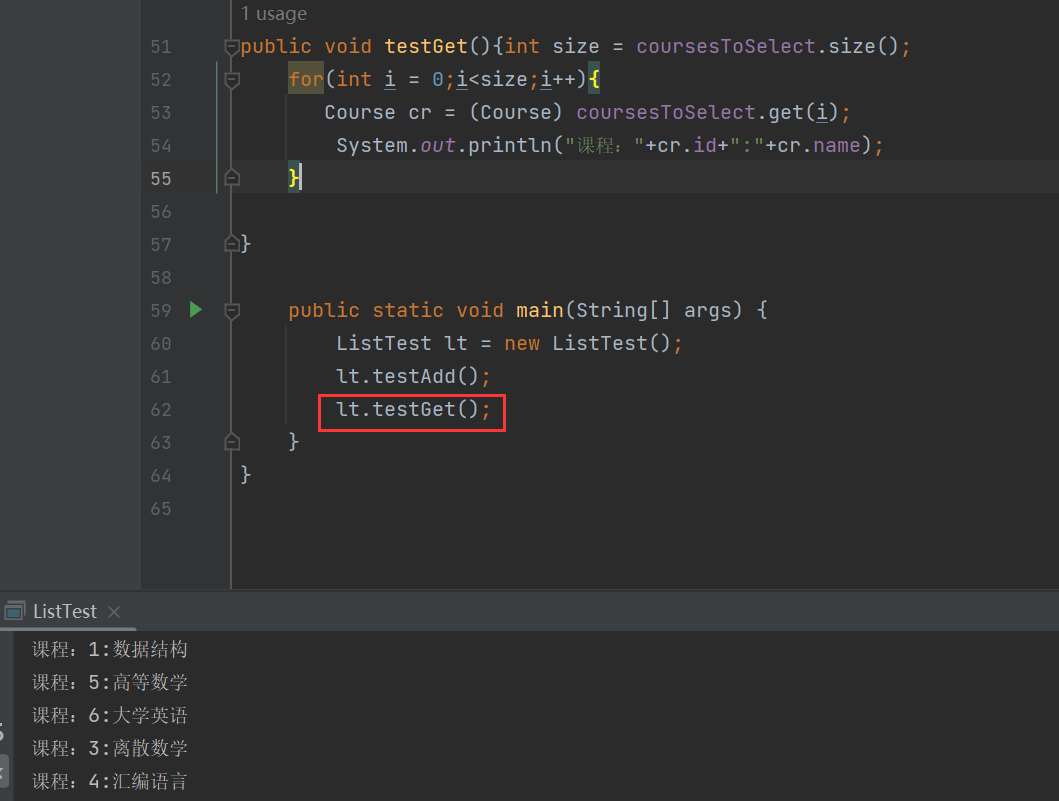 1 usage
51 public void testGet(){int size = coursesToSelect.size();
52 for(int i = 0;i<size;i++){
53 Course cr = (Course) coursesToSelect.get(i);
54 System.out.println("课程："+cr.id+":"+cr.name);
55 }
56
57 }
58
59 public static void main(String[] args) {
60 ListTest lt = new ListTest();
61 lt.testAdd();
62 lt.testGet();
63 }
64 }
65
ListTest
课程：1:数据结构
课程：5:高等数学
课程：6:大学英语
课程：3:离散数学
课程：4:汇编语言